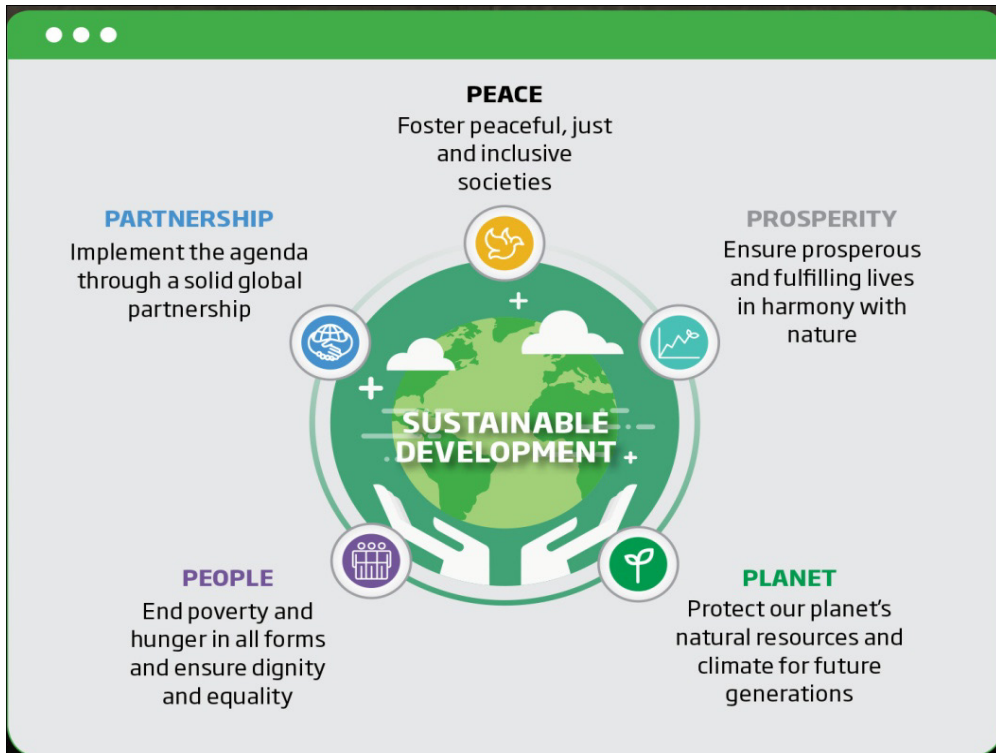 PEACE
Foster peaceful, just
and inclusive
societies
PARTNERSHIP
Implement the agenda
through a solid global
partnership
PROSPERITY
Ensure prosperous
and fulfilling lives
in harmony with
nature
SUSTAINABLE
DEVELOPMENT
PEOPLE
End poverty and
hunger in all forms
and ensure dignity
and equality
PLANET
Protect our planet's
natural resources and
climate for future
generations